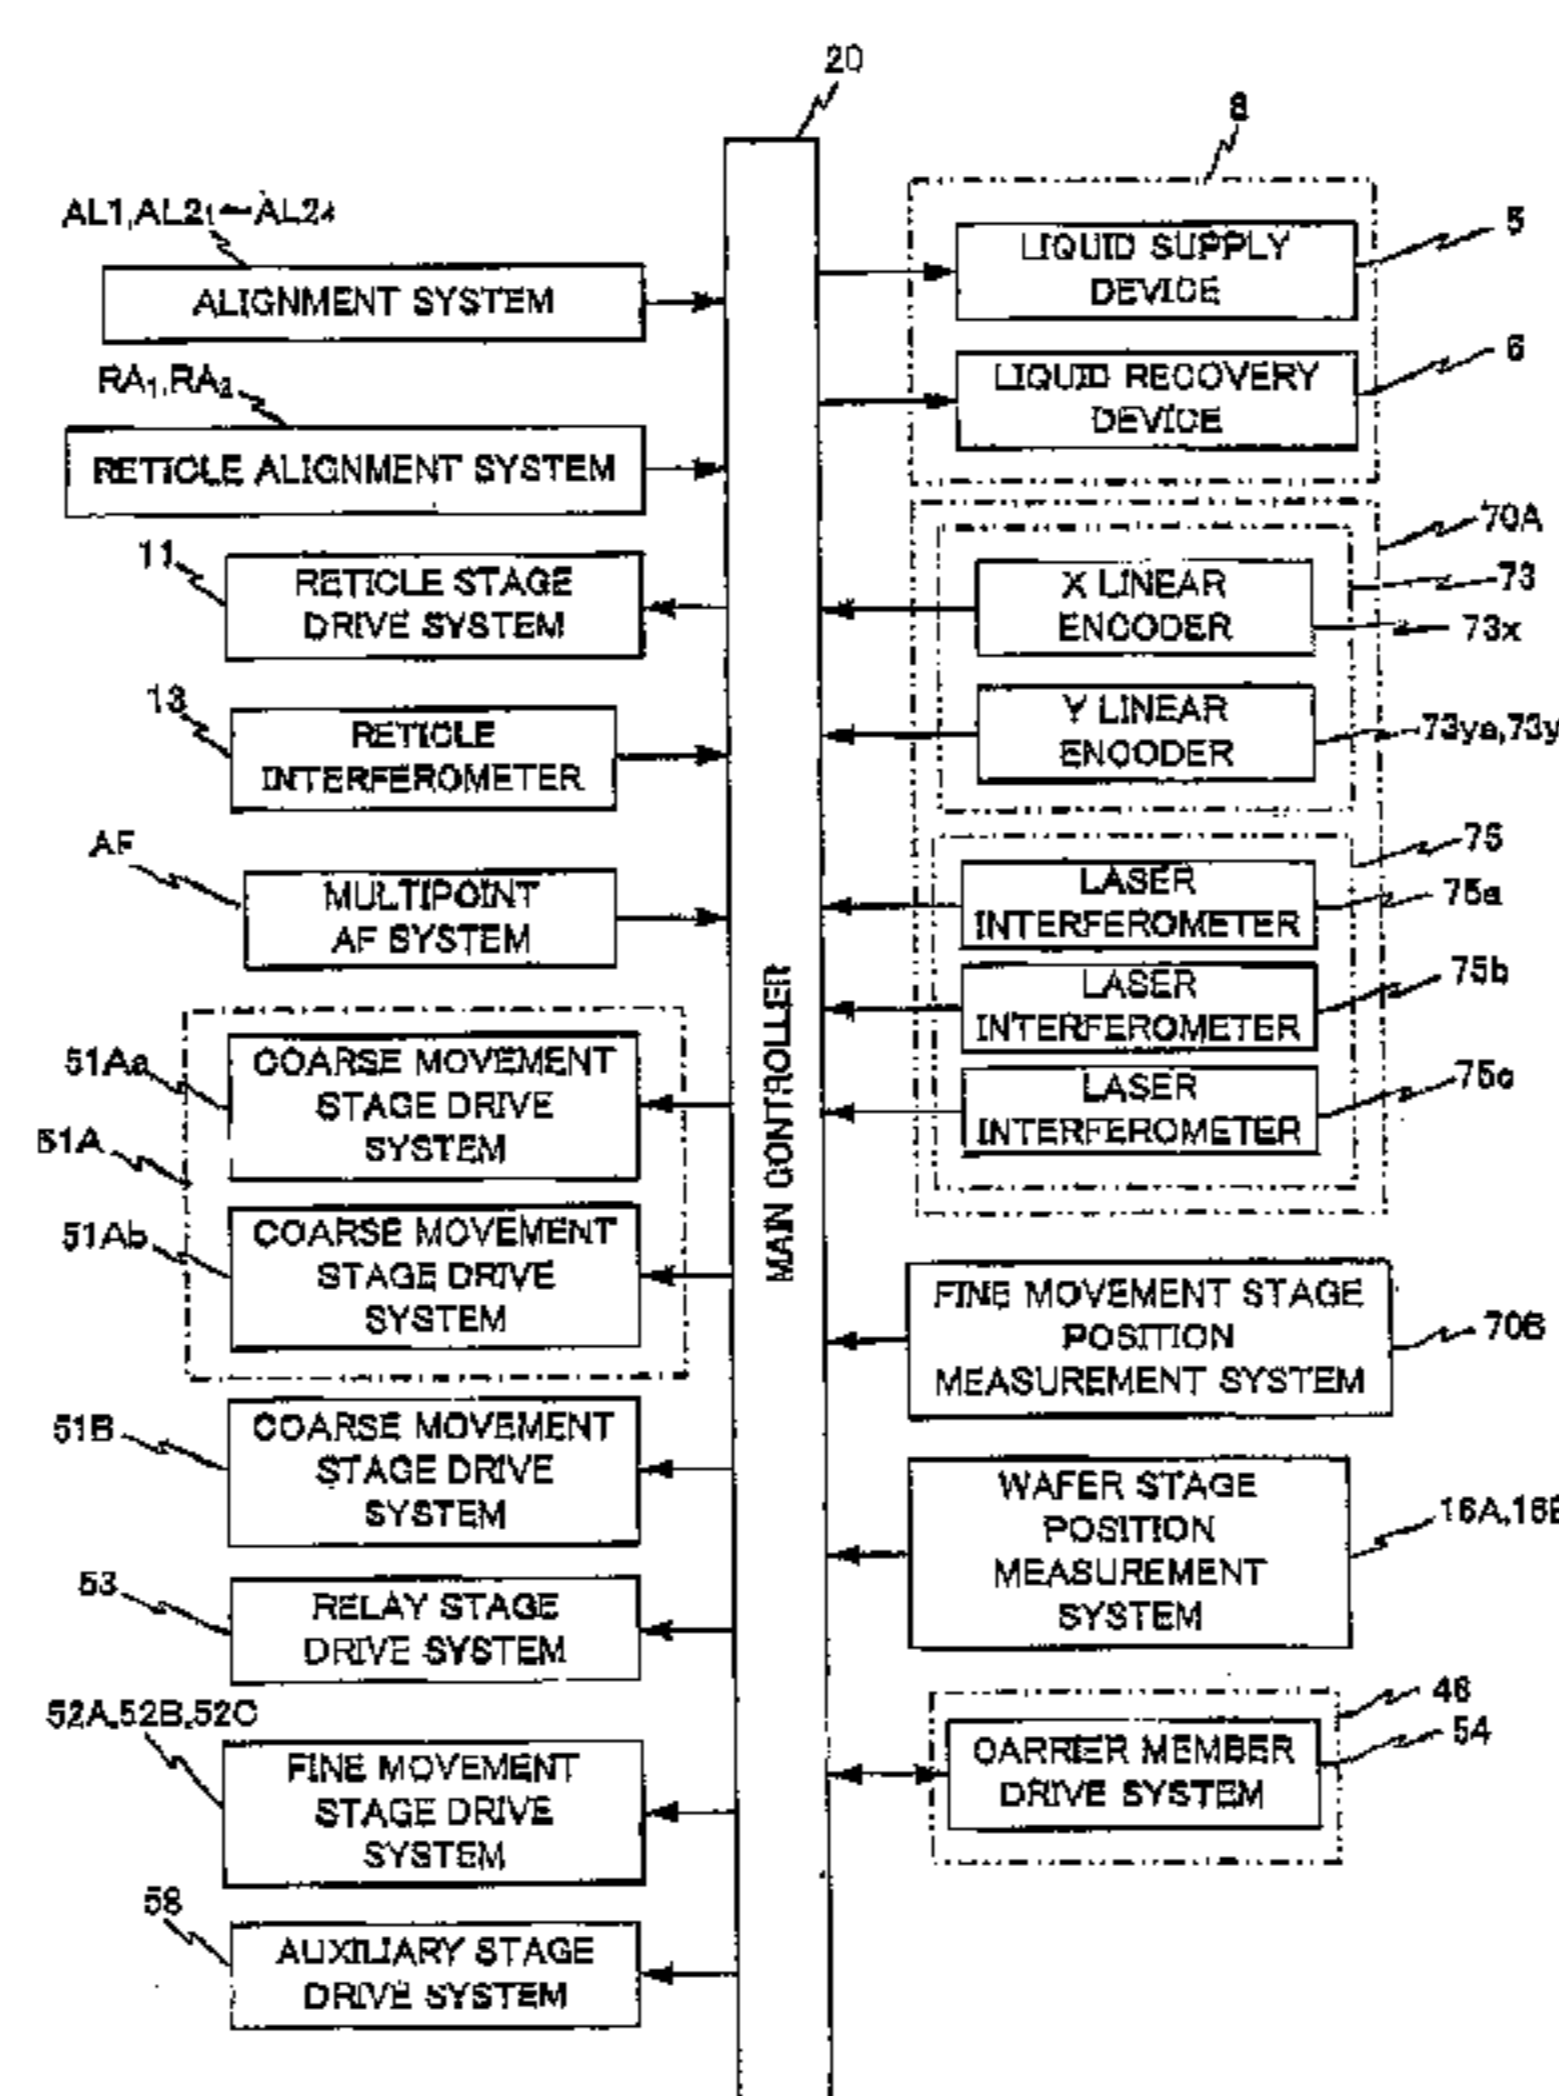 20
8
AL1,AL2₁~AL2₄
ALIGNMENT SYSTEM
LIQUID SUPPLY
DEVICE
5
RA₁,RA₂
RETICLE ALIGNMENT SYSTEM
LIQUID RECOVERY
DEVICE
6
11
RETICLE STAGE
DRIVE SYSTEM
70A
73
X LINEAR
ENCODER
73x
13
RETICLE
INTERFEROMETER
Y LINEAR
ENCODER
73ya,73y
AF
MULTIPOINT
AF SYSTEM
75
LASER
INTERFEROMETER
75a
LASER
INTERFEROMETER
75b
LASER
INTERFEROMETER
75c
MAIN CONTROLLER
51Aa
COARSE MOVEMENT
STAGE DRIVE
SYSTEM
51A
51Ab
COARSE MOVEMENT
STAGE DRIVE
SYSTEM
FINE MOVEMENT STAGE
POSITION
MEASUREMENT SYSTEM
70B
51B
COARSE MOVEMENT
STAGE DRIVE
SYSTEM
WAFER STAGE
POSITION
MEASUREMENT
SYSTEM
16A,16B
53
RELAY STAGE
DRIVE SYSTEM
46
CARRIER MEMBER
DRIVE SYSTEM
54
52A,52B,52C
FINE MOVEMENT
STAGE DRIVE
SYSTEM
58
AUXILIARY STAGE
DRIVE SYSTEM